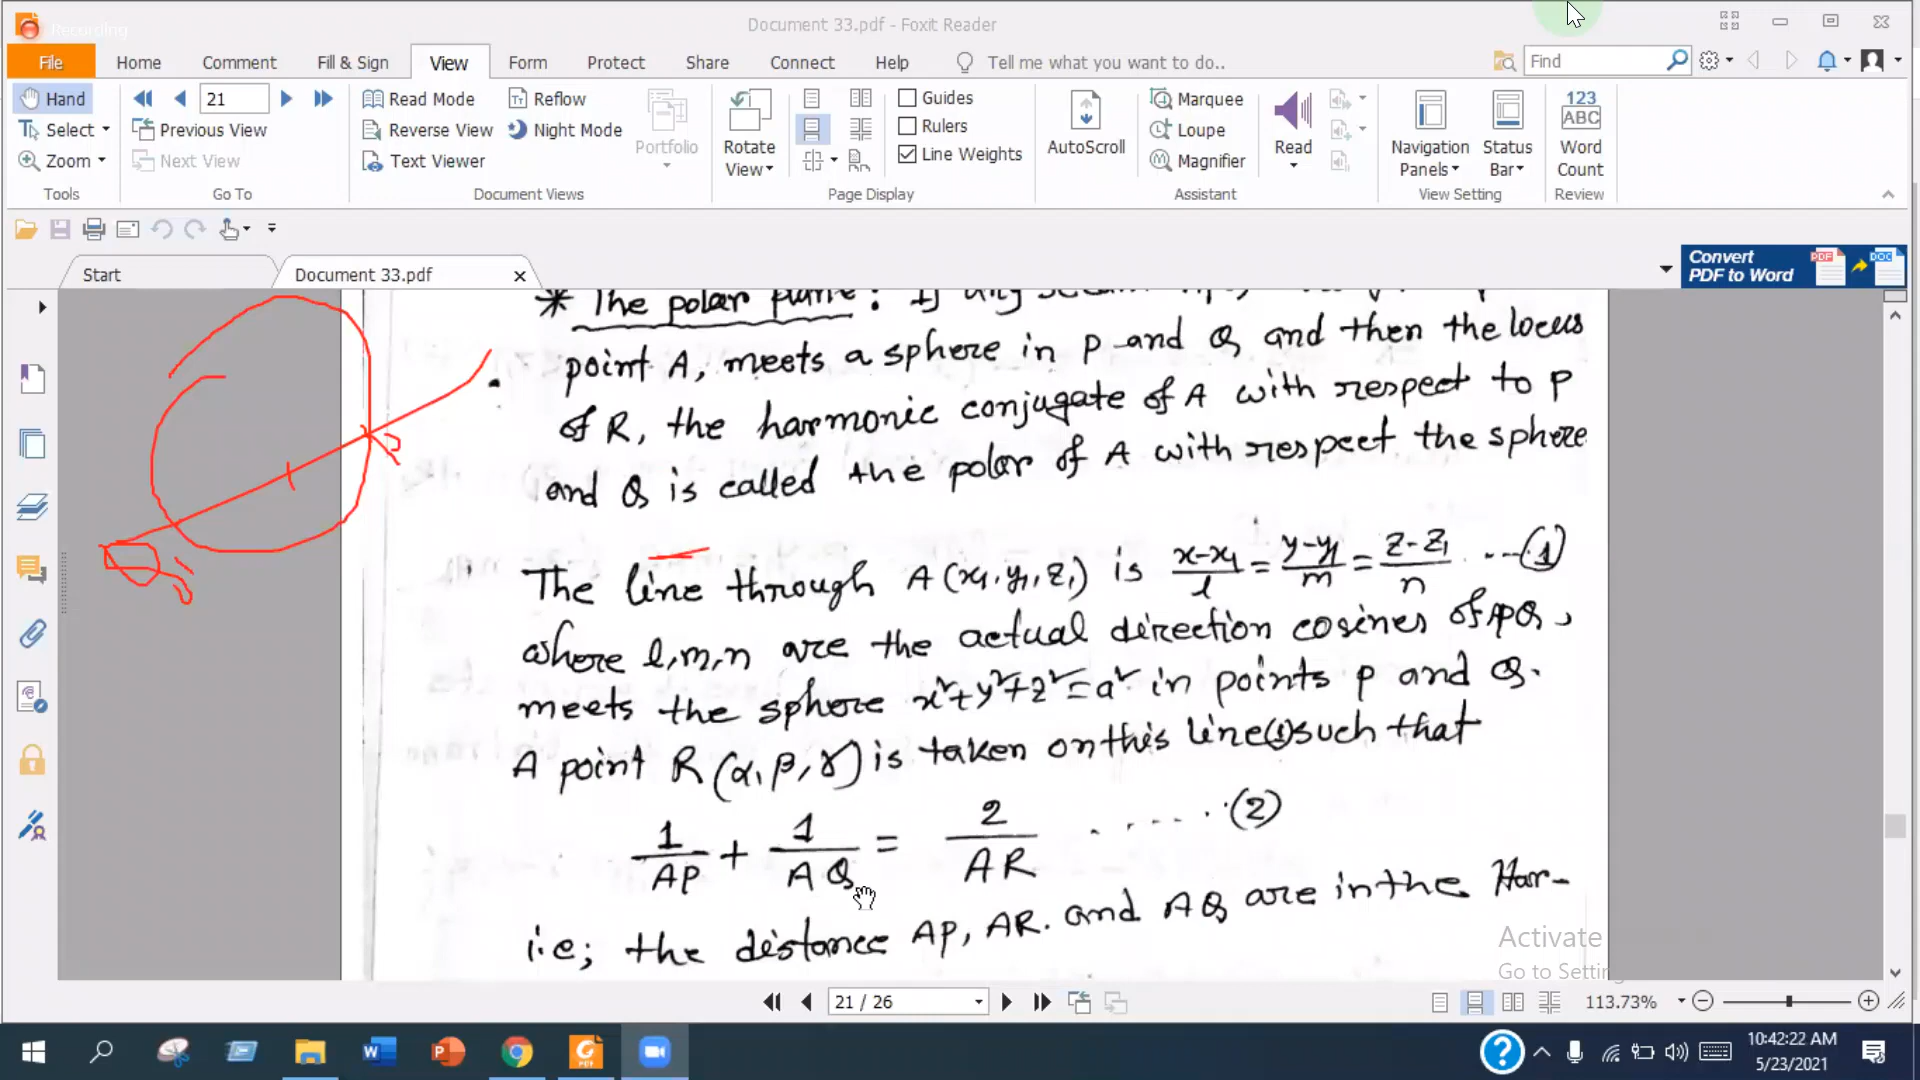 Recording
Document 33.pdf - Foxit Reader
File Home Comment Fill & Sign View Form Protect Share Connect Help Tell me what you want to do.. Find
Hand 21 Read Mode Reflow Guides Marquee 123 ABC
Select Previous View Reverse View Night Mode Rulers Loupe
Zoom Next View Text Viewer Line Weights Magnifier
Portfolio Rotate View AutoScroll Read Navigation Panels Status Bar Word Count
Tools Go To Document Views Page Display Assistant View Setting Review
Start Document 33.pdf
Convert PDF to Word PDF DOC
* The polar plane: If any
point A, meets a sphere in P and Q and then the locus
of R, the harmonic conjugate of A with respect to P
and Q is called the polar of A with respect the sphere
The line through A(x₁,y₁,z₁) is x-x₁/l = y-y₁/m = z-z₁/n ...(1)
where l,m,n are the actual direction cosines of APQ,
meets the sphere x²+y²+z²=a² in points P and Q.
A point R(α,β,γ) is taken on this line(1)such that
1/AP + 1/AQ = 2/AR ......(2)
i.e; the distance AP, AR. and AQ are in the Har-
Activate
Go to Settin
21 / 26 113.73%
10:42:22 AM
5/23/2021